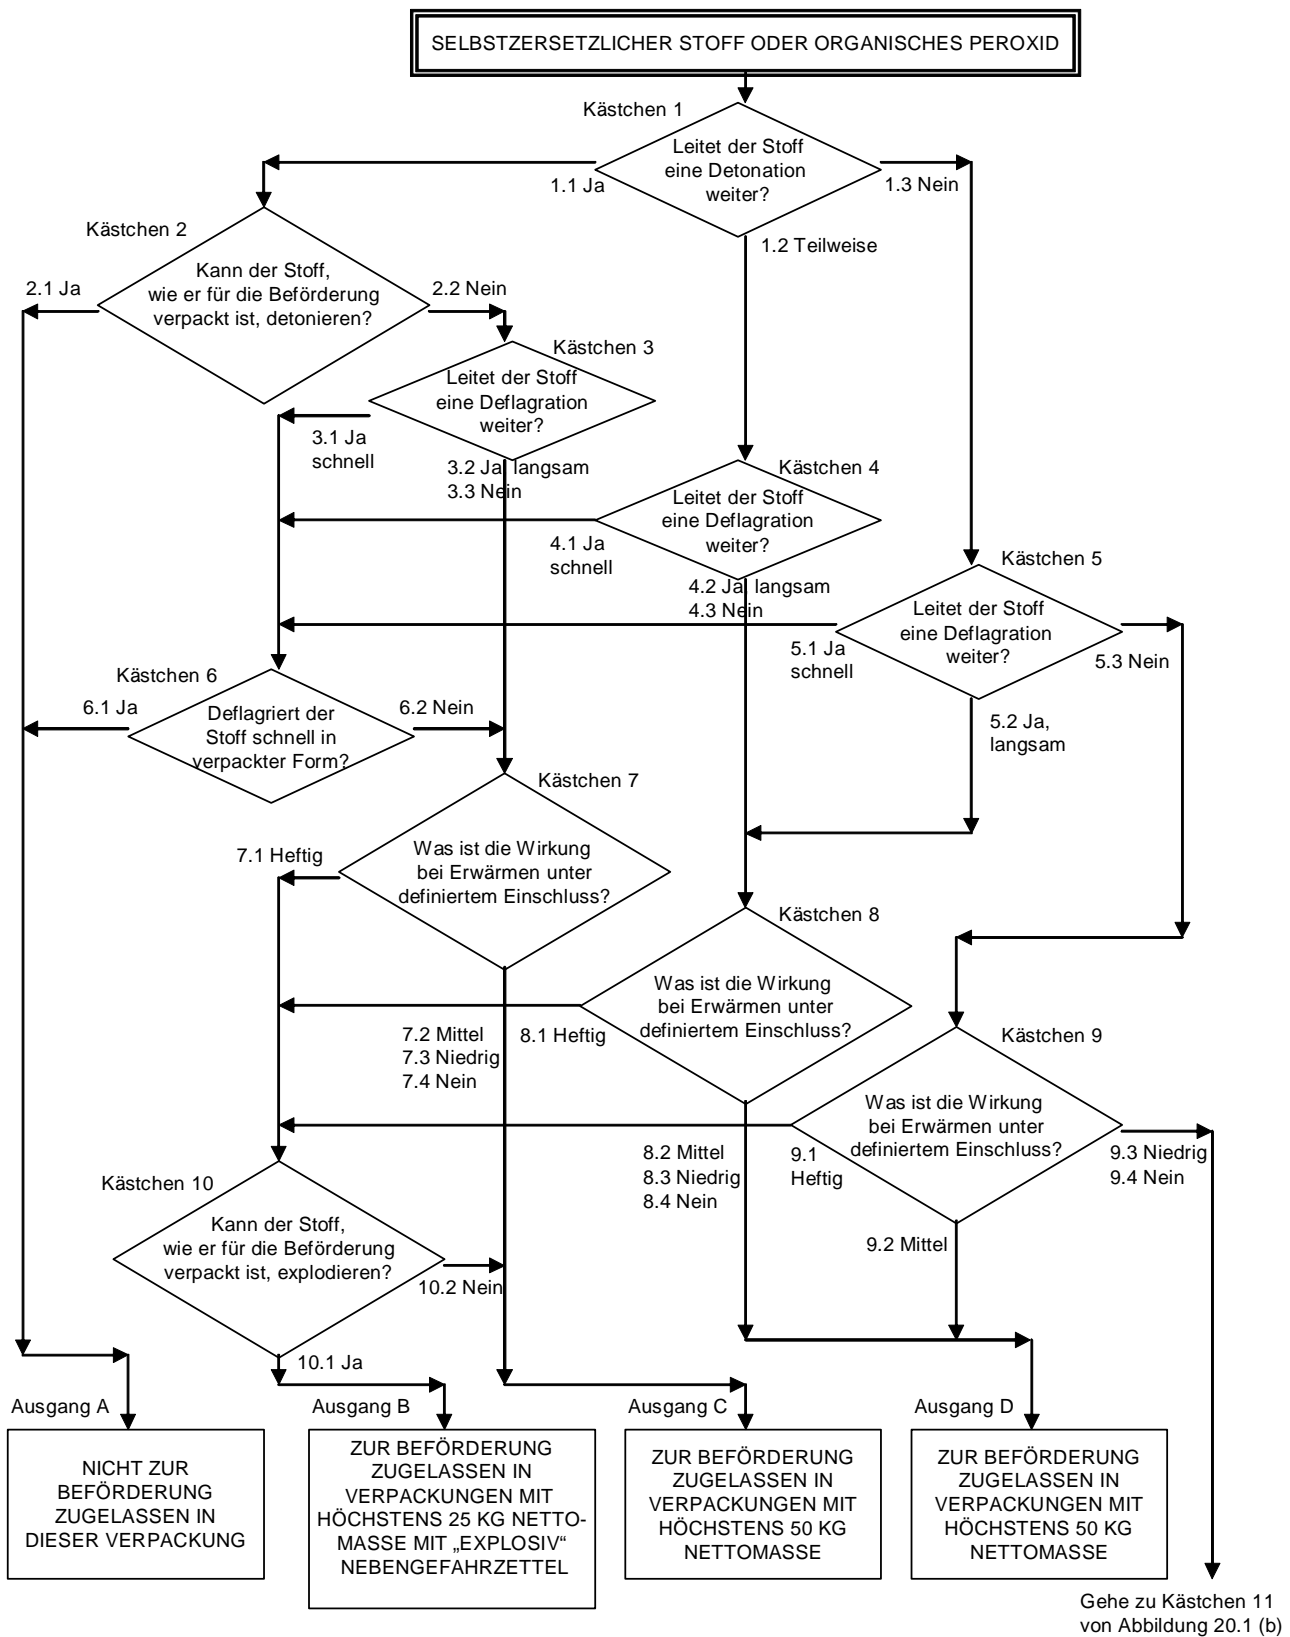 SELBSTZERSETZLICHER STOFF ODER ORGANISCHES PEROXID
Kästchen 1
Leitet der Stoff
eine Detonation
weiter?
1.1 Ja
1.3 Nein
1.2 Teilweise
Kästchen 2
Kann der Stoff,
wie er für die Beförderung
verpackt ist, detonieren?
2.1 Ja
2.2 Nein
Kästchen 3
Leitet der Stoff
eine Deflagration
weiter?
3.1 Ja
schnell
3.2 Ja, langsam
3.3 Nein
Kästchen 4
Leitet der Stoff
eine Deflagration
weiter?
4.1 Ja
schnell
4.2 Ja, langsam
4.3 Nein
Kästchen 5
Leitet der Stoff
eine Deflagration
weiter?
5.1 Ja
schnell
5.3 Nein
5.2 Ja,
langsam
Kästchen 6
6.1 Ja
6.2 Nein
Deflagriert der
Stoff schnell in
verpackter Form?
Kästchen 7
7.1 Heftig
Was ist die Wirkung
bei Erwärmen unter
definiertem Einschluss?
7.2 Mittel
7.3 Niedrig
7.4 Nein
Kästchen 8
Was ist die Wirkung
bei Erwärmen unter
definiertem Einschluss?
8.1 Heftig
8.2 Mittel
8.3 Niedrig
8.4 Nein
Kästchen 9
Was ist die Wirkung
bei Erwärmen unter
definiertem Einschluss?
9.1
Heftig
9.3 Niedrig
9.4 Nein
9.2 Mittel
Kästchen 10
Kann der Stoff,
wie er für die Beförderung
verpackt ist, explodieren?
10.2 Nein
10.1 Ja
Ausgang A
NICHT ZUR
BEFÖRDERUNG
ZUGELASSEN IN
DIESER VERPACKUNG
Ausgang B
ZUR BEFÖRDERUNG
ZUGELASSEN IN
VERPACKUNGEN MIT
HÖCHSTENS 25 KG NETTO-
MASSE MIT „EXPLOSIV“
NEBENGEFAHRZETTEL
Ausgang C
ZUR BEFÖRDERUNG
ZUGELASSEN IN
VERPACKUNGEN MIT
HÖCHSTENS 50 KG
NETTOMASSE
Ausgang D
ZUR BEFÖRDERUNG
ZUGELASSEN IN
VERPACKUNGEN MIT
HÖCHSTENS 50 KG
NETTOMASSE
Gehe zu Kästchen 11
von Abbildung 20.1 (b)